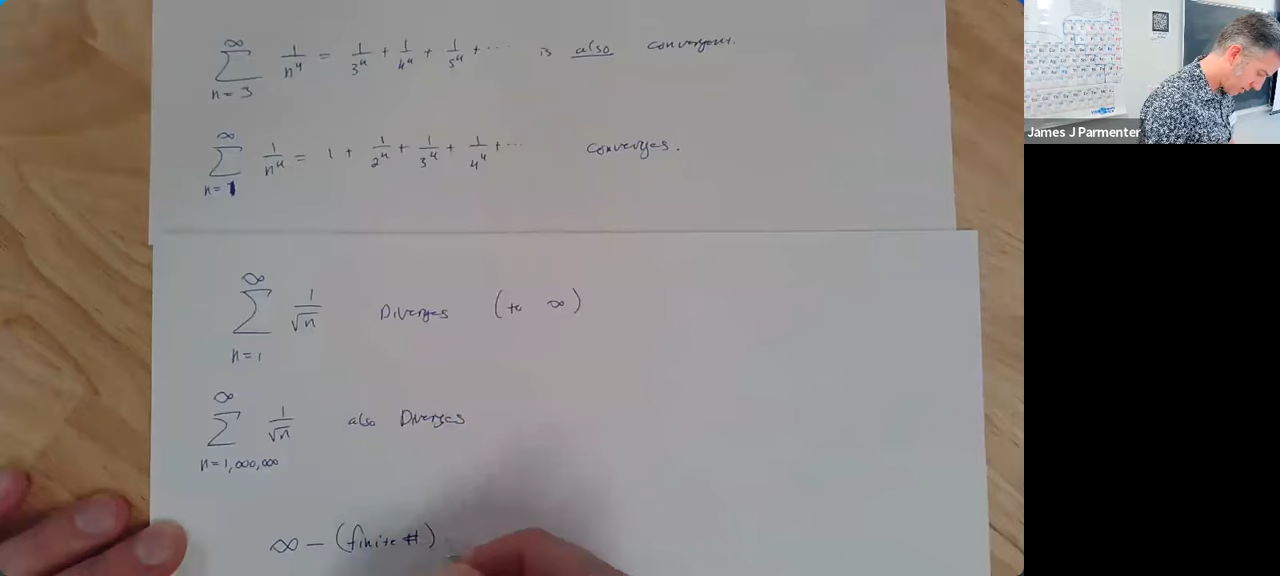 ∞
∑ 1/n⁴ = 1/3⁴ + 1/4⁴ + 1/5⁴ + ⋯ is also convergent.
n = 3
∞
∑ 1/n⁴ = 1 + 1/2⁴ + 1/3⁴ + 1/4⁴ + ⋯ converges.
n = 1
∞
∑ 1/√n Diverges (to ∞)
n = 1
∞
∑ 1/√n also Diverges
n = 1,000,000
∞ − (finite #)
James J Parmenter